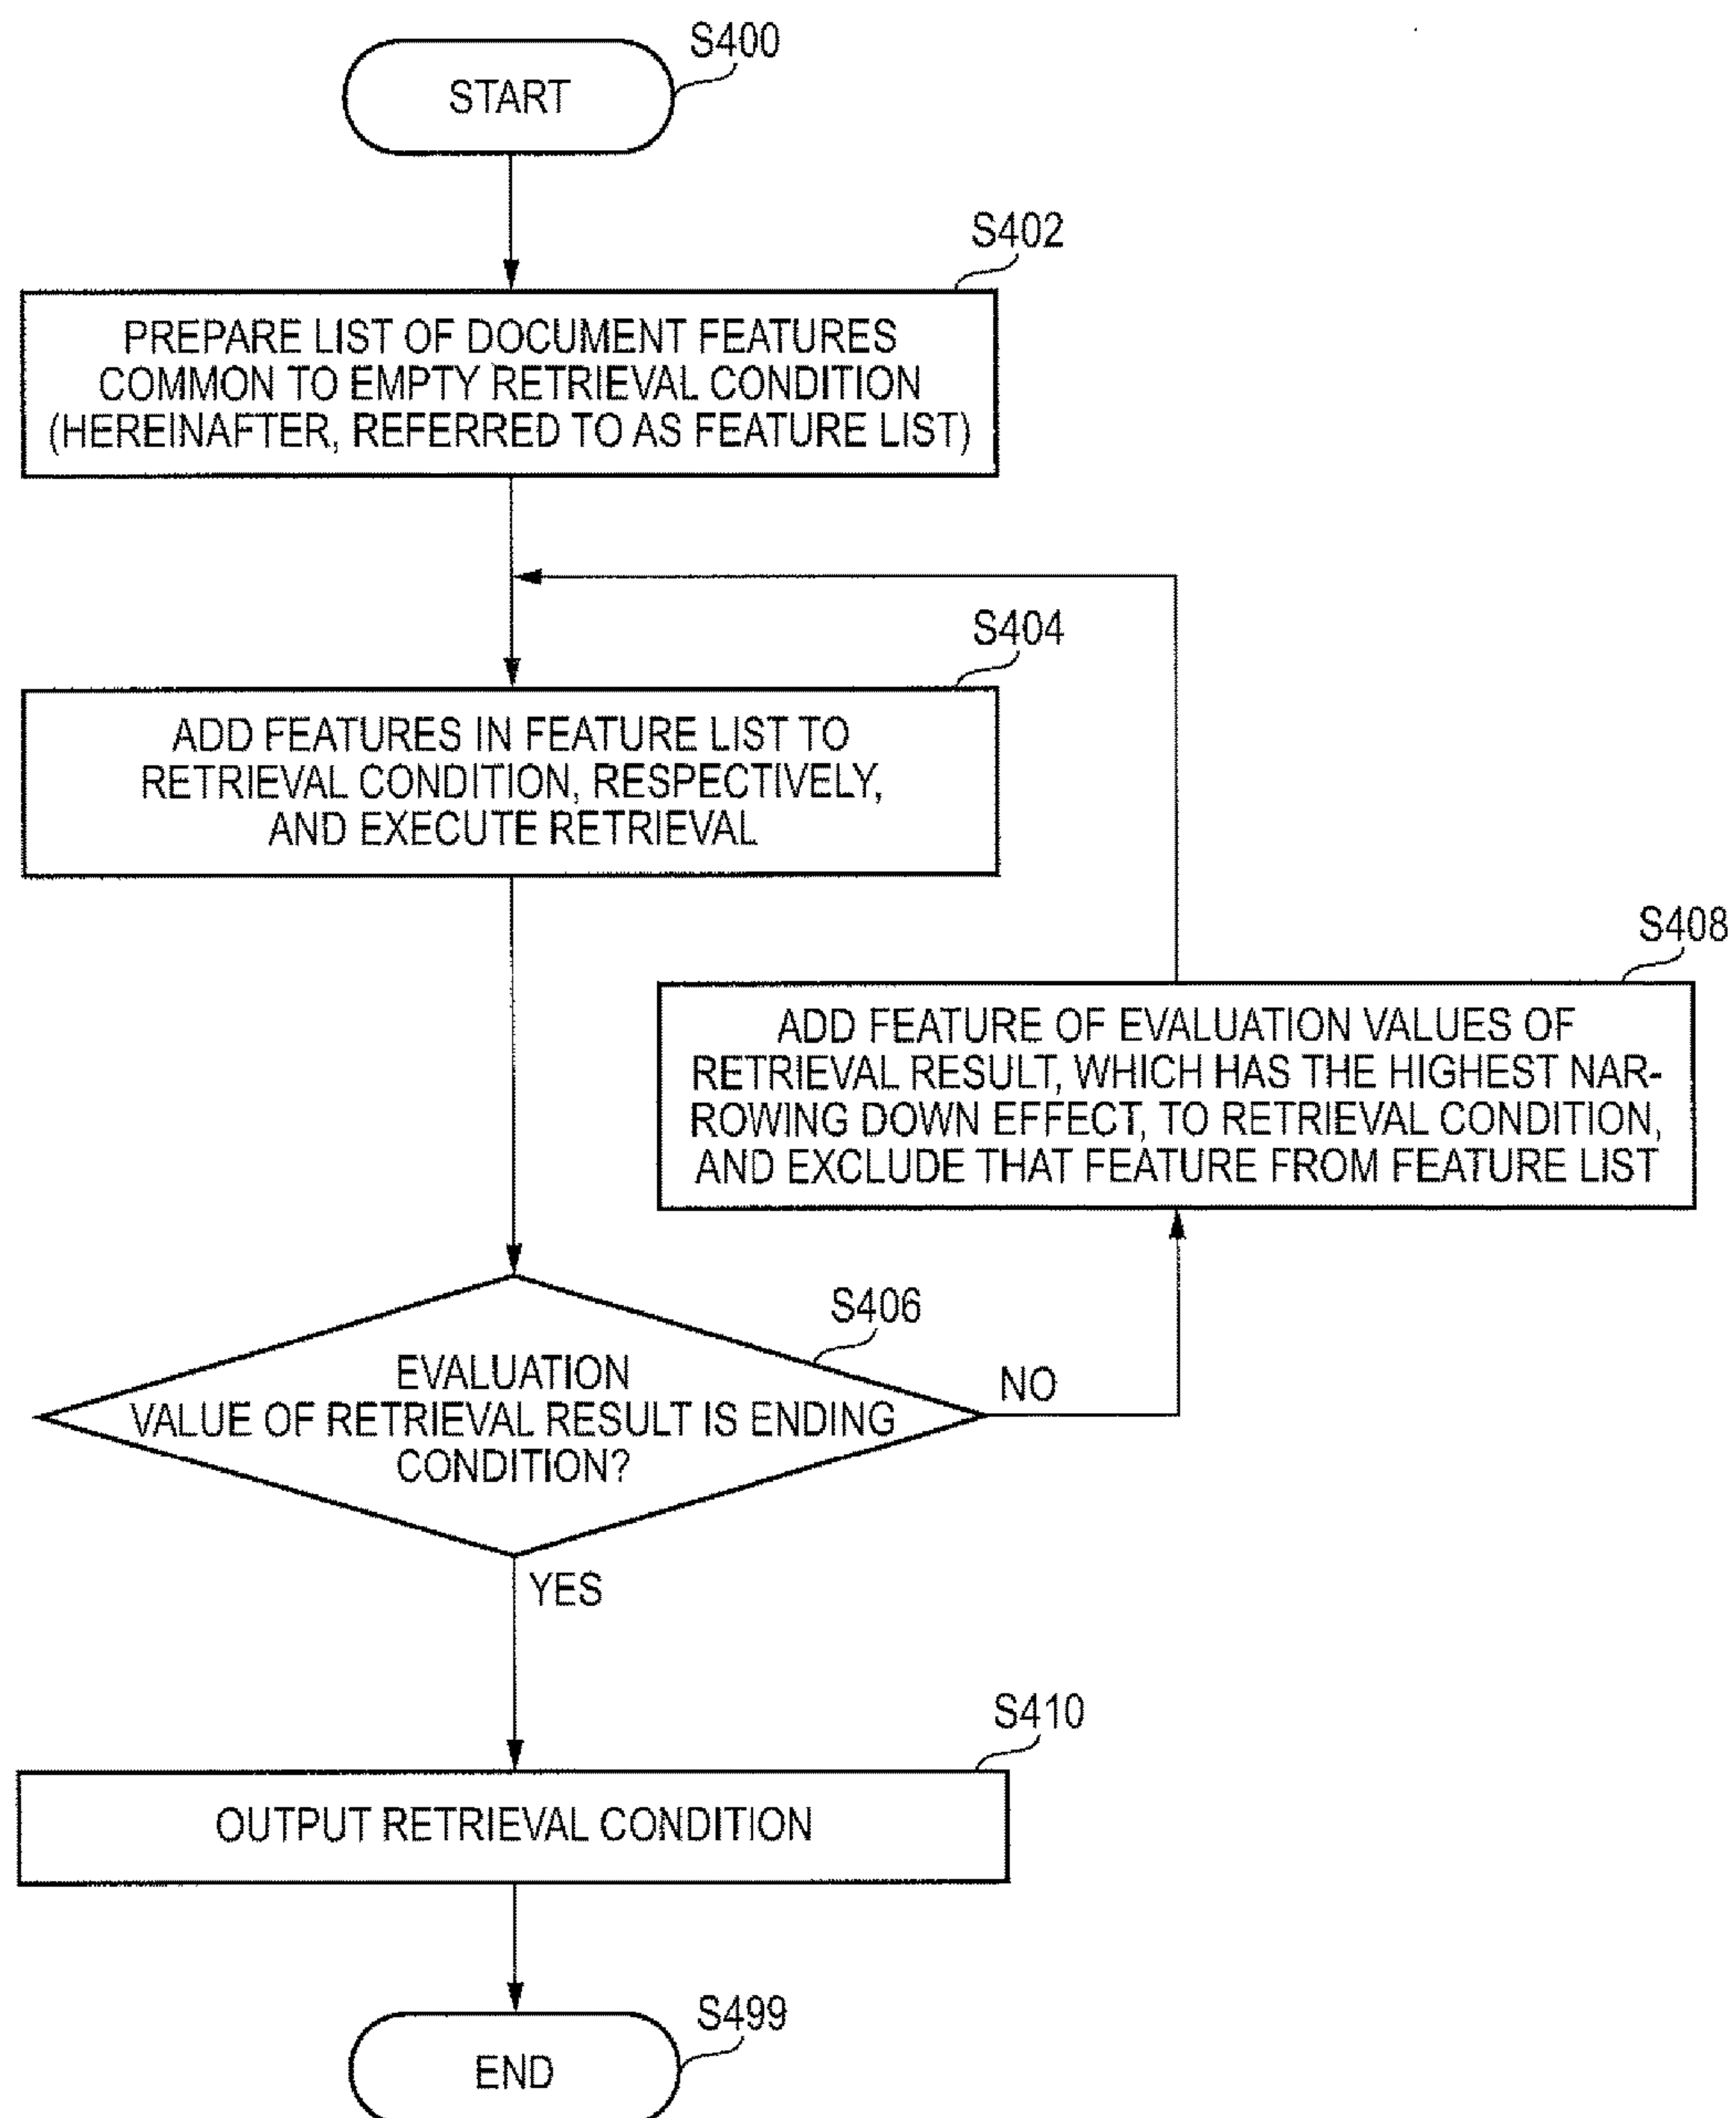 S400
START
S402
PREPARE LIST OF DOCUMENT FEATURES
COMMON TO EMPTY RETRIEVAL CONDITION
(HEREINAFTER, REFERRED TO AS FEATURE LIST)
S404
ADD FEATURES IN FEATURE LIST TO
RETRIEVAL CONDITION, RESPECTIVELY,
AND EXECUTE RETRIEVAL
S408
ADD FEATURE OF EVALUATION VALUES OF
RETRIEVAL RESULT, WHICH HAS THE HIGHEST NAR-
ROWING DOWN EFFECT, TO RETRIEVAL CONDITION,
AND EXCLUDE THAT FEATURE FROM FEATURE LIST
S406
EVALUATION
VALUE OF RETRIEVAL RESULT IS ENDING
CONDITION?
NO
YES
S410
OUTPUT RETRIEVAL CONDITION
S499
END